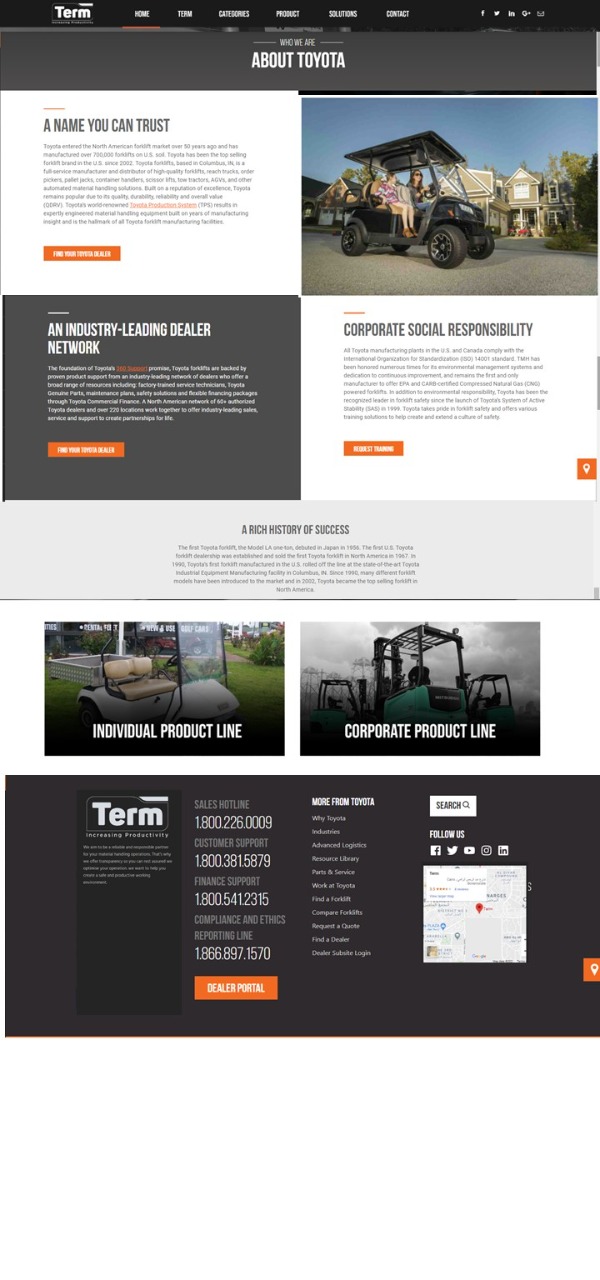 Term
Increasing Productivity
HOME TERM CATEGORIES PRODUCT SOLUTIONS CONTACT
WHO WE ARE
ABOUT TOYOTA
A NAME YOU CAN TRUST
Toyota entered the North American forklift market over 50 years ago and has
manufactured over 700,000 forklifts on U.S. soil. Toyota has been the top selling
forklift brand in the U.S. since 2002. Toyota forklifts, based in Columbus, IN, is a
full-service manufacturer and distributor of high-quality forklifts, reach trucks, order
pickers, pallet jacks, container handlers, scissor lifts, tow tractors, AGVs, and other
automated material handling solutions. Built on a reputation of excellence, Toyota
remains popular due to its quality, durability, reliability and overall value
(QDRV). Toyota's world-renowned Toyota Production System (TPS) results in
expertly engineered material handling equipment built on years of manufacturing
insight and is the hallmark of all Toyota forklift manufacturing facilities.
FIND YOUR TOYOTA DEALER
AN INDUSTRY-LEADING DEALER
NETWORK
The foundation of Toyota's 360 Support promise, Toyota forklifts are backed by
proven product support from an industry-leading network of dealers who offer a
broad range of resources including: factory-trained service technicians, Toyota
Genuine Parts, maintenance plans, safety solutions and flexible financing packages
through Toyota Commercial Finance. A North American network of 60+ authorized
Toyota dealers and over 220 locations work together to offer industry-leading sales,
service and support to create partnerships for life.
FIND YOUR TOYOTA DEALER
CORPORATE SOCIAL RESPONSIBILITY
All Toyota manufacturing plants in the U.S. and Canada comply with the
International Organization for Standardization (ISO) 14001 standard. TMH has
been honored numerous times for its environmental management systems and
dedication to continuous improvement, and remains the first and only
manufacturer to offer EPA and CARB-certified Compressed Natural Gas (CNG)
powered forklifts. In addition to environmental responsibility, Toyota has been the
recognized leader in forklift safety since the launch of Toyota's System of Active
Stability (SAS) in 1999. Toyota takes pride in forklift safety and offers various
training solutions to help create and extend a culture of safety.
REQUEST TRAINING
A RICH HISTORY OF SUCCESS
The first Toyota forklift, the Model LA one-ton, debuted in Japan in 1956. The first U.S. Toyota
forklift dealership was established and sold the first Toyota forklift in North America in 1967. In
1990, Toyota's first forklift manufactured in the U.S. rolled off the line at the state-of-the-art Toyota
Industrial Equipment Manufacturing facility in Columbus, IN. Since 1990, many different forklift
models have been introduced to the market and in 2002, Toyota became the top selling forklift in
North America.
INDIVIDUAL PRODUCT LINE
CORPORATE PRODUCT LINE
Term
Increasing Productivity
We aim to be a reliable and responsible partner
for your material handling operations. That's why
we offer transparency so you can rest assured we
optimise your operation. we want to help you
create a safe and productive working
environment.
SALES HOTLINE
1.800.226.0009
CUSTOMER SUPPORT
1.800.381.5879
FINANCE SUPPORT
1.800.541.2315
COMPLIANCE AND ETHICS
REPORTING LINE
1.866.897.1570
DEALER PORTAL
MORE FROM TOYOTA
Why Toyota
Industries
Advanced Logistics
Resource Library
Parts & Service
Work at Toyota
Find a Forklift
Compare Forklifts
Request a Quote
Find a Dealer
Dealer Subsite Login
SEARCH
FOLLOW US
Google